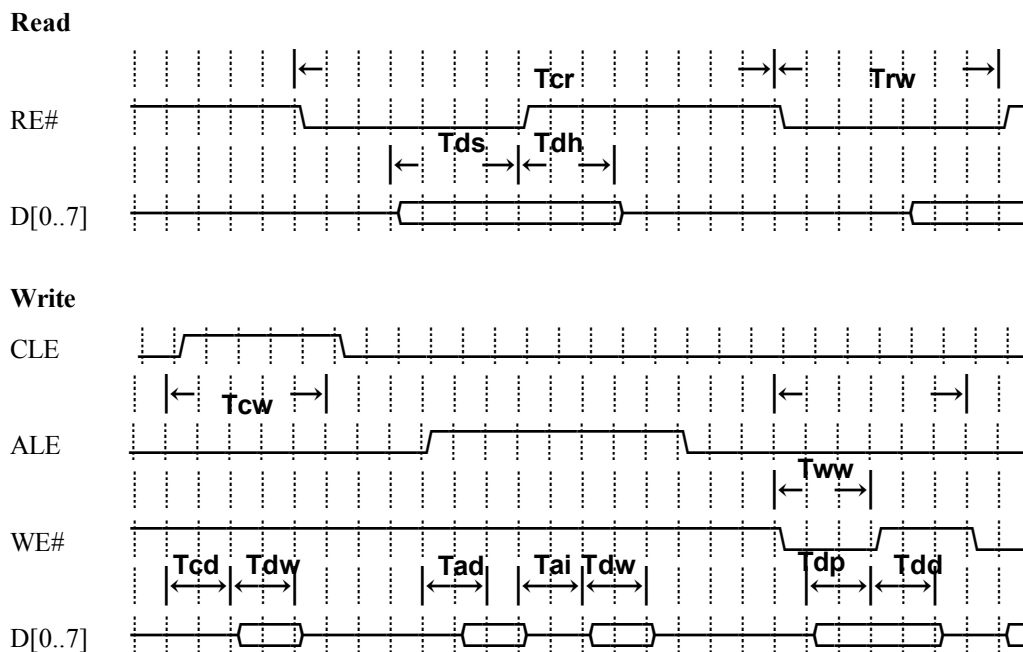 Read
Tcr Trw
RE#
Tds Tdh
D[0..7]
Write
CLE
Tcw
ALE
Tww
WE#
Tcd Tdw Tad Tai Tdw Tdp Tdd
D[0..7]